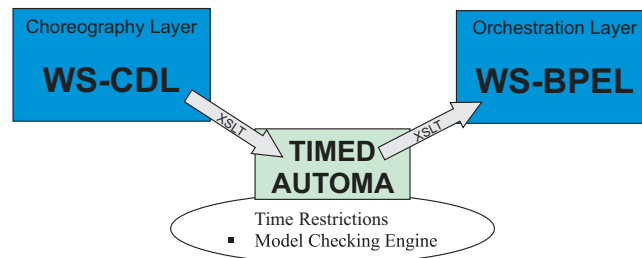 Choreography Layer
WS-CDL
Orchestration Layer
WS-BPEL
XSLT
XSLT
TIMED
AUTOMA
Time Restrictions
▪ Model Checking Engine